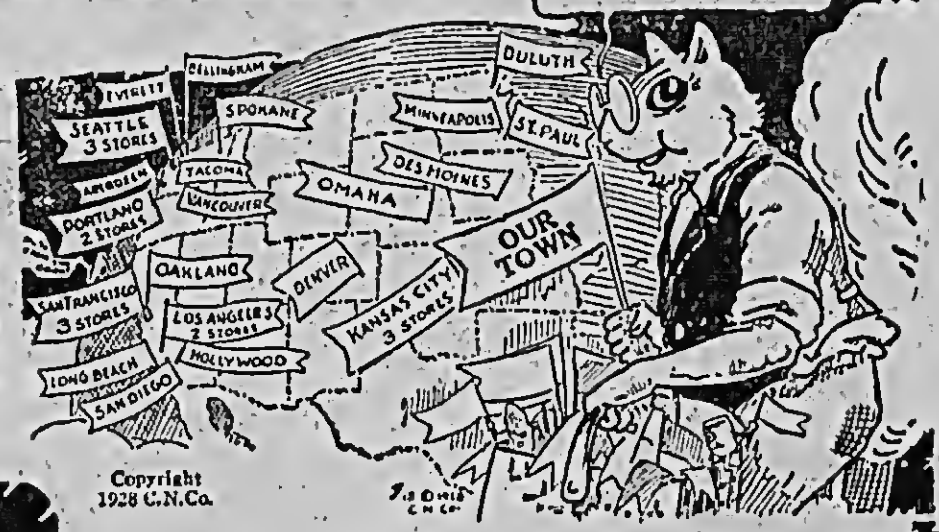 DULUTH
BELLINGHAM
EVERETT
SPOKANE
MINNEAPOLIS
ST. PAUL
SEATTLE
3 STORES
TACOMA
DES MOINES
ABERDEEN
VANCOUVER
OMAHA
PORTLAND
2 STORES
OUR
TOWN
OAKLAND
DENVER
SAN FRANCISCO
3 STORES
LOS ANGELES
2 STORES
KANSAS CITY
3 STORES
HOLLYWOOD
LONG BEACH
SAN DIEGO
Copyright
1928 C.N.Co.
C.N.CO.